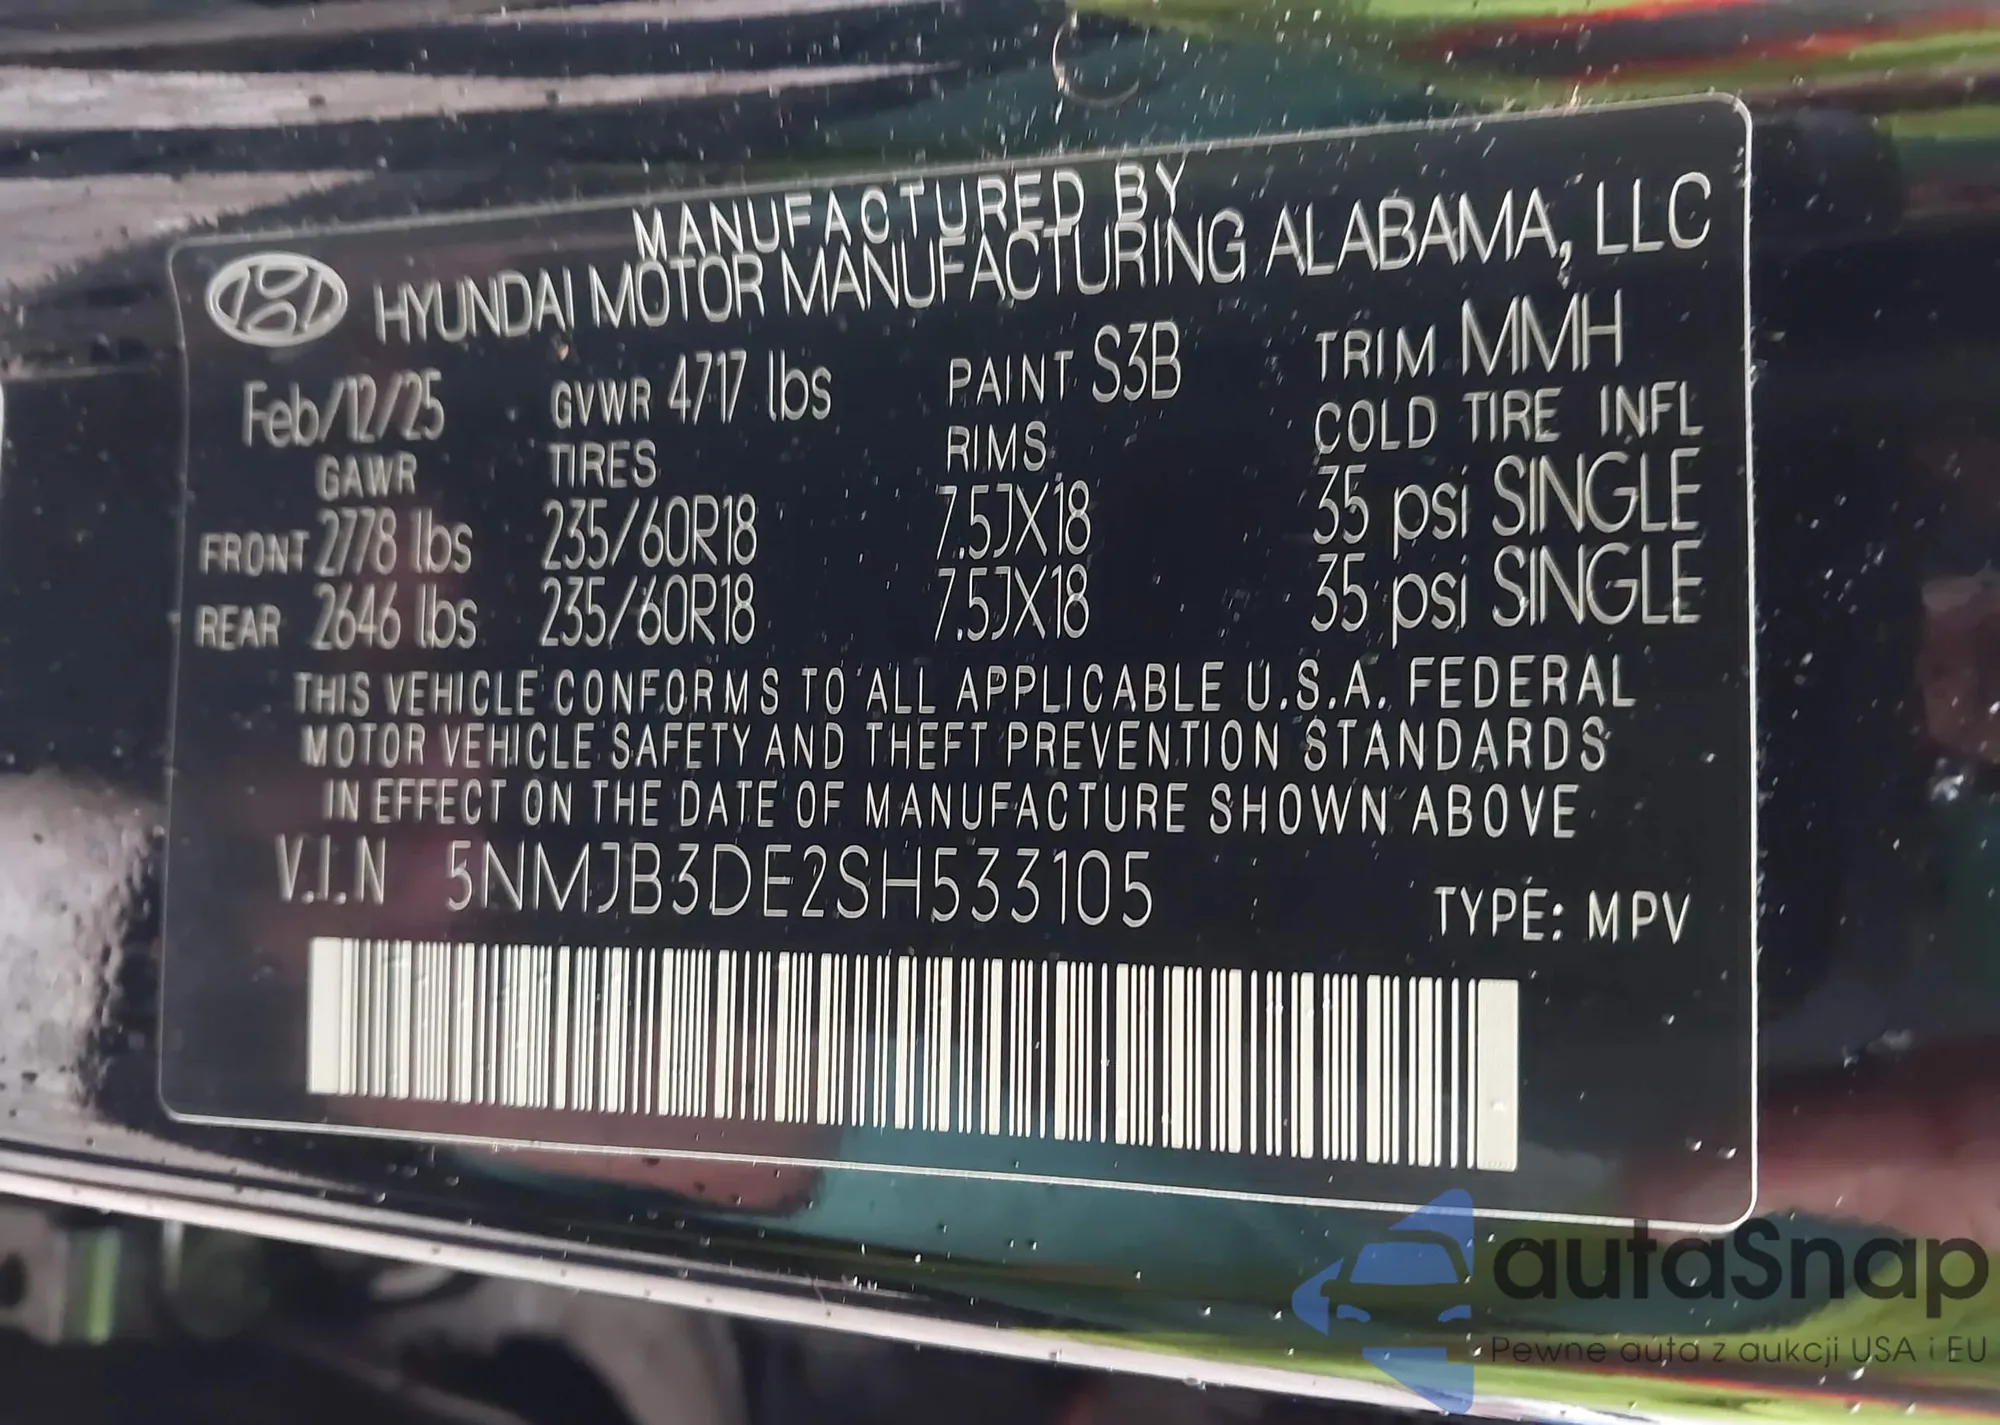 MANUFACTURED BY
HYUNDAI MOTOR MANUFACTURING ALABAMA, LLC
Feb/12/25 GVWR 4717 lbs PAINT S3B TRIM MMH
GAWR TIRES RIMS COLD TIRE INFL
FRONT 2778 lbs 235/60R18 7.5JX18 35 psi SINGLE
REAR 2646 lbs 235/60R18 7.5JX18 35 psi SINGLE
THIS VEHICLE CONFORMS TO ALL APPLICABLE U.S.A. FEDERAL
MOTOR VEHICLE SAFETY AND THEFT PREVENTION STANDARDS
IN EFFECT ON THE DATE OF MANUFACTURE SHOWN ABOVE
V.I.N 5NMJB3DE2SH533105 TYPE: MPV
autaSnap
Pewne auta z aukcji USA i EU